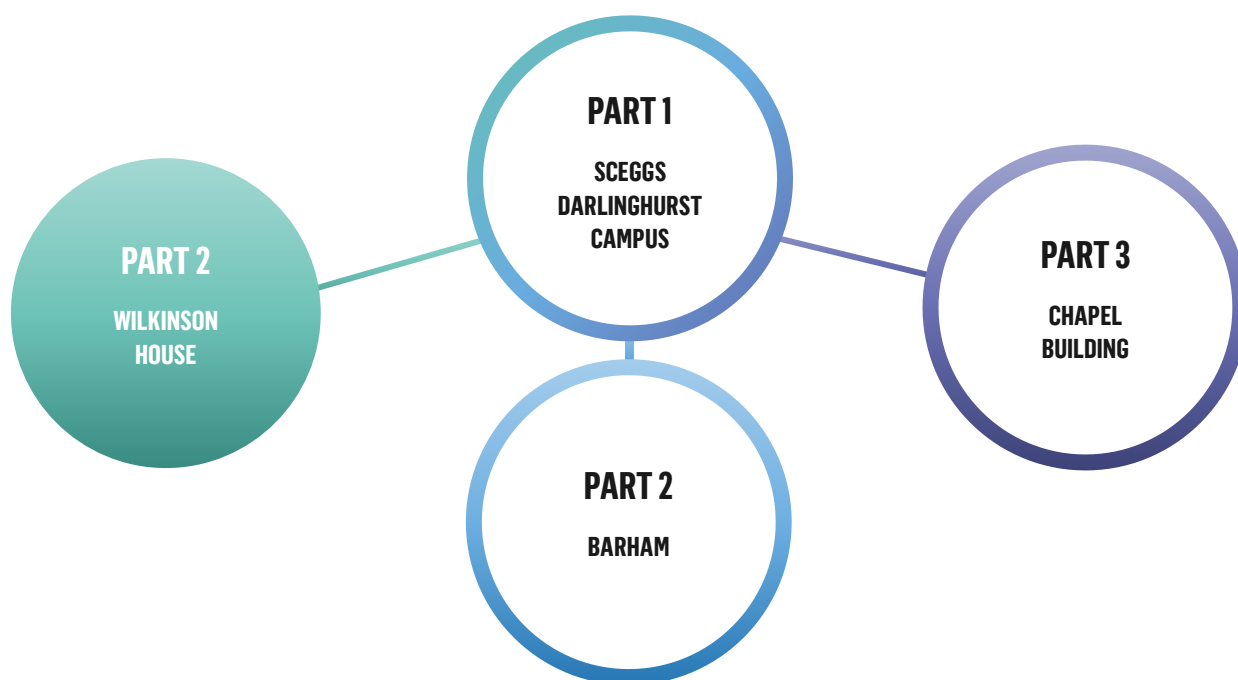 PART 1
SCEGGS
DARLINGHURST
CAMPUS
PART 2
WILKINSON
HOUSE
PART 3
CHAPEL
BUILDING
PART 2
BARHAM